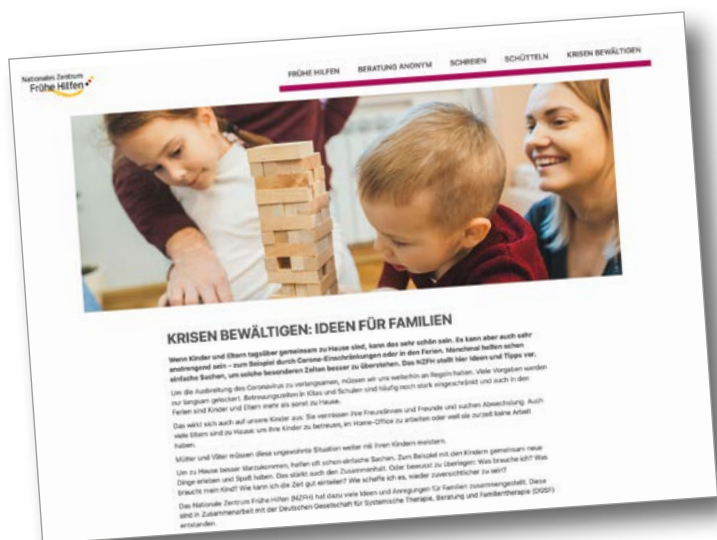 Nationales Zentrum
Frühe Hilfen
FRÜHE HILFEN BERATUNG ANONYM SCHREIEN SCHÜTTELN KRISEN BEWÄLTIGEN
KRISEN BEWÄLTIGEN: IDEEN FÜR FAMILIEN
Wenn Kinder und Eltern tagsüber gemeinsam zu Hause sind, kann das sehr schön sein. Es kann aber auch sehr
anstrengend sein – zum Beispiel durch Corona-Einschränkungen oder in den Ferien. Manchmal helfen schon
einfache Sachen, um solche besonderen Zeiten besser zu überstehen. Das NZFH stellt hier Ideen und Tipps vor.
Um die Ausbreitung des Coronavirus zu verlangsamen, müssen wir uns weiterhin an Regeln halten. Viele Vorgaben werden
nur langsam gelockert. Betreuungszeiten in Kitas und Schulen sind häufig noch stark eingeschränkt und auch in den
Ferien sind Kinder und Eltern mehr als sonst zu Hause.
Das wirkt sich auch auf unsere Kinder aus: Sie vermissen ihre Freundinnen und Freunde und suchen Abwechslung. Auch
viele Eltern sind zu Hause: um ihre Kinder zu betreuen, im Home-Office zu arbeiten oder weil sie zurzeit keine Arbeit
haben.
Mütter und Väter müssen diese ungewohnte Situation weiter mit ihren Kindern meistern.
Um zu Hause besser klarzukommen, helfen oft schon einfache Sachen. Zum Beispiel mit den Kindern gemeinsam neue
Dinge erleben und Spaß haben. Das stärkt auch den Zusammenhalt. Oder bewusst zu überlegen: Was brauche ich? Was
braucht mein Kind? Wie kann ich die Zeit gut einteilen? Wie schaffe ich es, wieder zuversichtlicher zu sein?
Das Nationale Zentrum Frühe Hilfen (NZFH) hat dazu viele Ideen und Anregungen für Familien zusammengestellt. Diese
sind in Zusammenarbeit mit der Deutschen Gesellschaft für Systemische Therapie, Beratung und Familientherapie (DGSF)
entstanden.